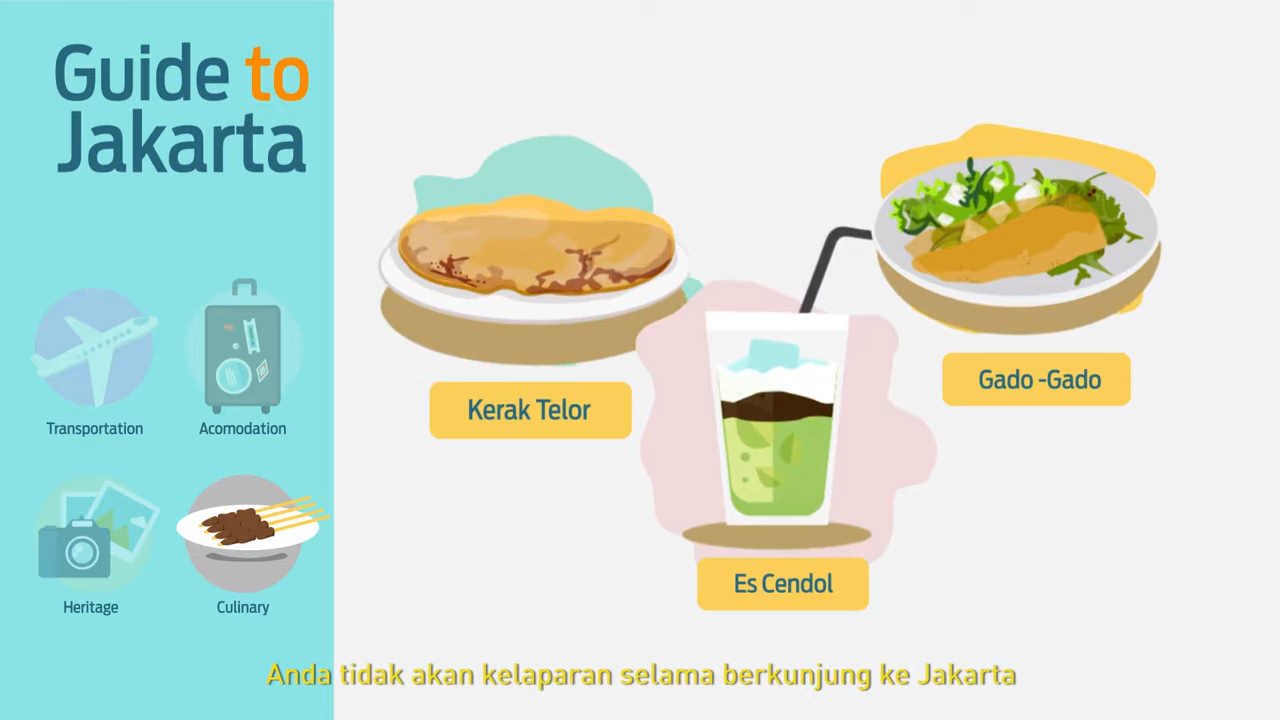 Guide to
Jakarta
Transportation
Acomodation
Heritage
Culinary
Kerak Telor
Gado -Gado
Es Cendol
Anda tidak akan kelaparan selama berkunjung ke Jakarta